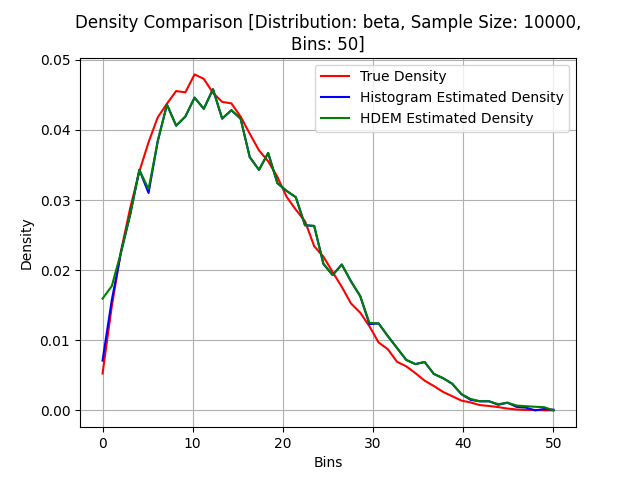 Density Comparison [Distribution: beta, Sample Size: 10000,
Bins: 50]
True Density
Histogram Estimated Density
HDEM Estimated Density
Density
0.05
0.04
0.03
0.02
0.01
0.00
0 10 20 30 40 50
Bins